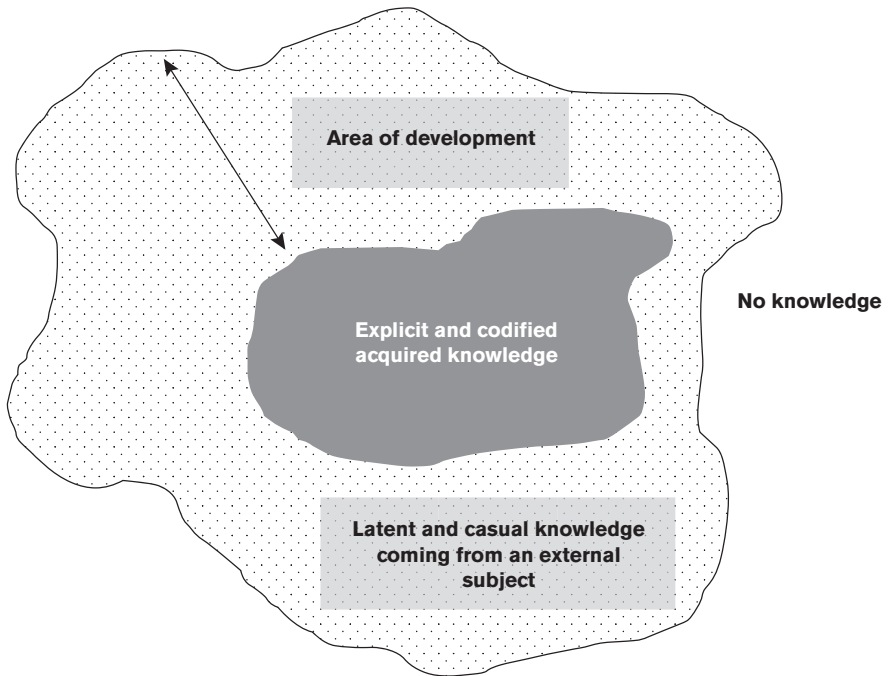 Area of development
No knowledge
Explicit and codified
acquired knowledge
Latent and casual knowledge
coming from an external
subject